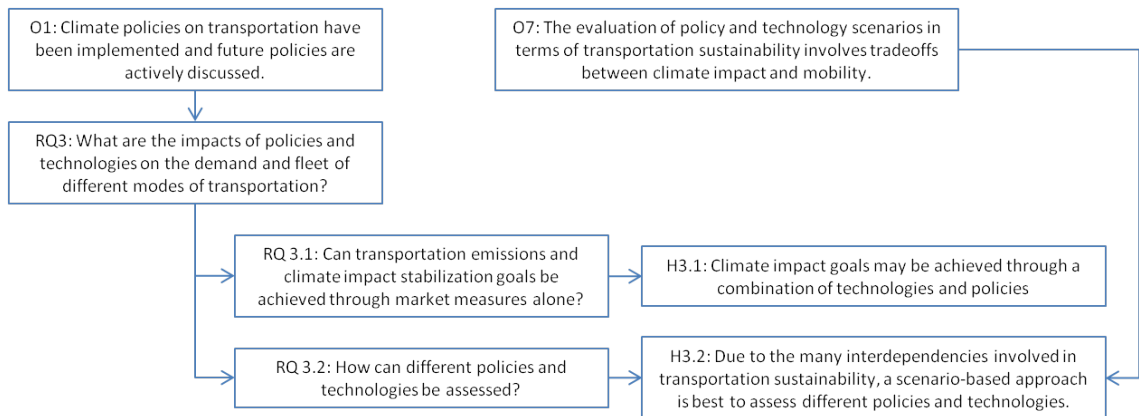 O1: Climate policies on transportation have
been implemented and future policies are
actively discussed.
O7: The evaluation of policy and technology scenarios in
terms of transportation sustainability involves tradeoffs
between climate impact and mobility.
RQ3: What are the impacts of policies and
technologies on the demand and fleet of
different modes of transportation?
RQ 3.1: Can transportation emissions and
climate impact stabilization goals be
achieved through market measures alone?
H3.1: Climate impact goals may be achieved through a
combination of technologies and policies
RQ 3.2: How can different policies and
technologies be assessed?
H3.2: Due to the many interdependencies involved in
transportation sustainability, a scenario-based approach
is best to assess different policies and technologies.